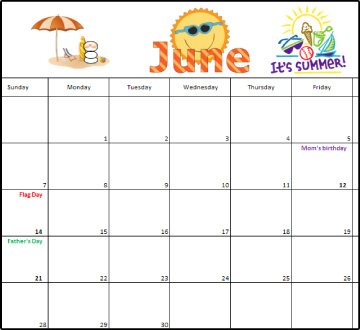 June
It's SUMMER!
Sunday Monday Tuesday Wednesday Thursday Friday
1 2 3 4 5
Mom's birthday
7 8 9 10 11 12
Flag Day
14 15 16 17 18 19
Father's Day
21 22 23 24 25 26
28 29 30